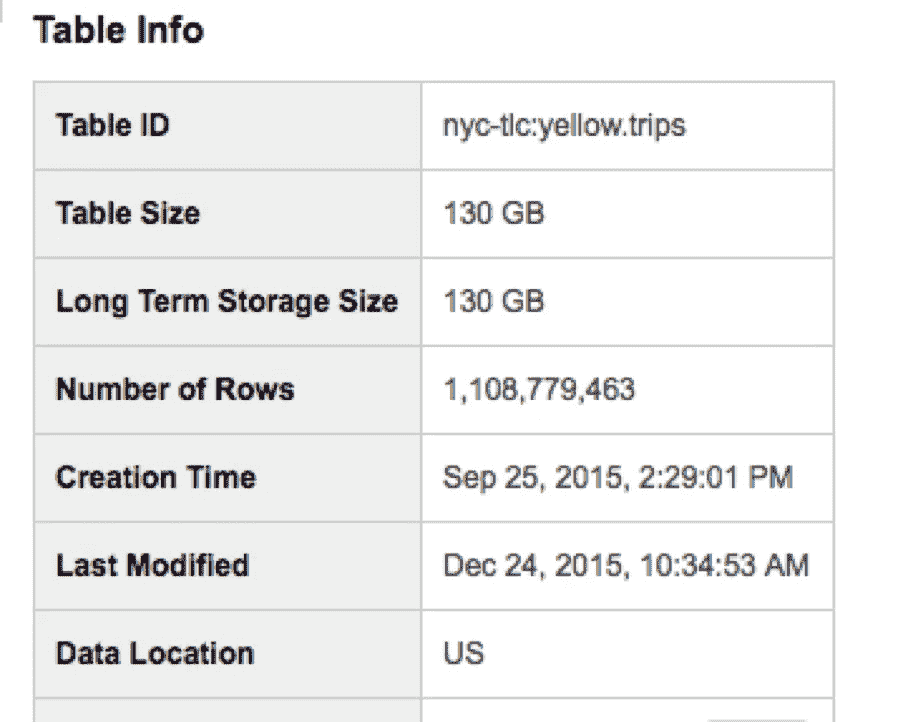 Table Info
Table ID nyc-tlc:yellow.trips
Table Size 130 GB
Long Term Storage Size 130 GB
Number of Rows 1,108,779,463
Creation Time Sep 25, 2015, 2:29:01 PM
Last Modified Dec 24, 2015, 10:34:53 AM
Data Location US